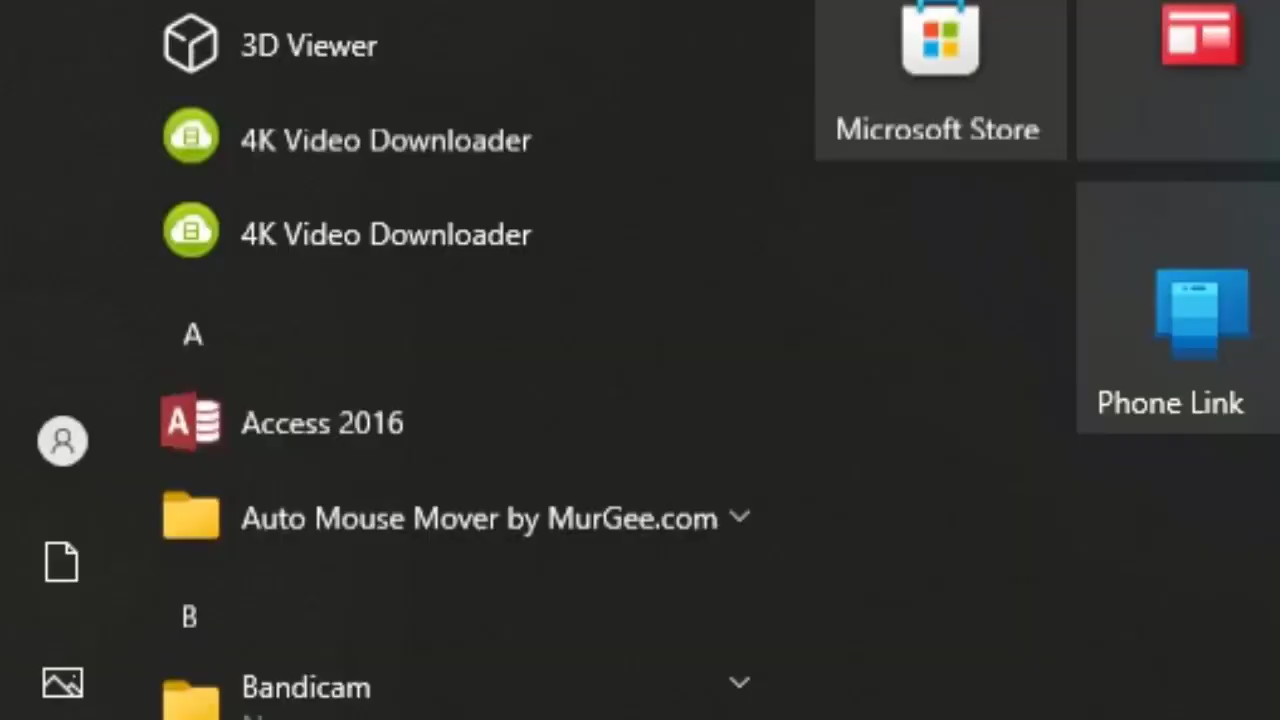 3D Viewer
4K Video Downloader
4K Video Downloader
A
Access 2016
Auto Mouse Mover by MurGee.com
B
Bandicam
Microsoft Store
Phone Link